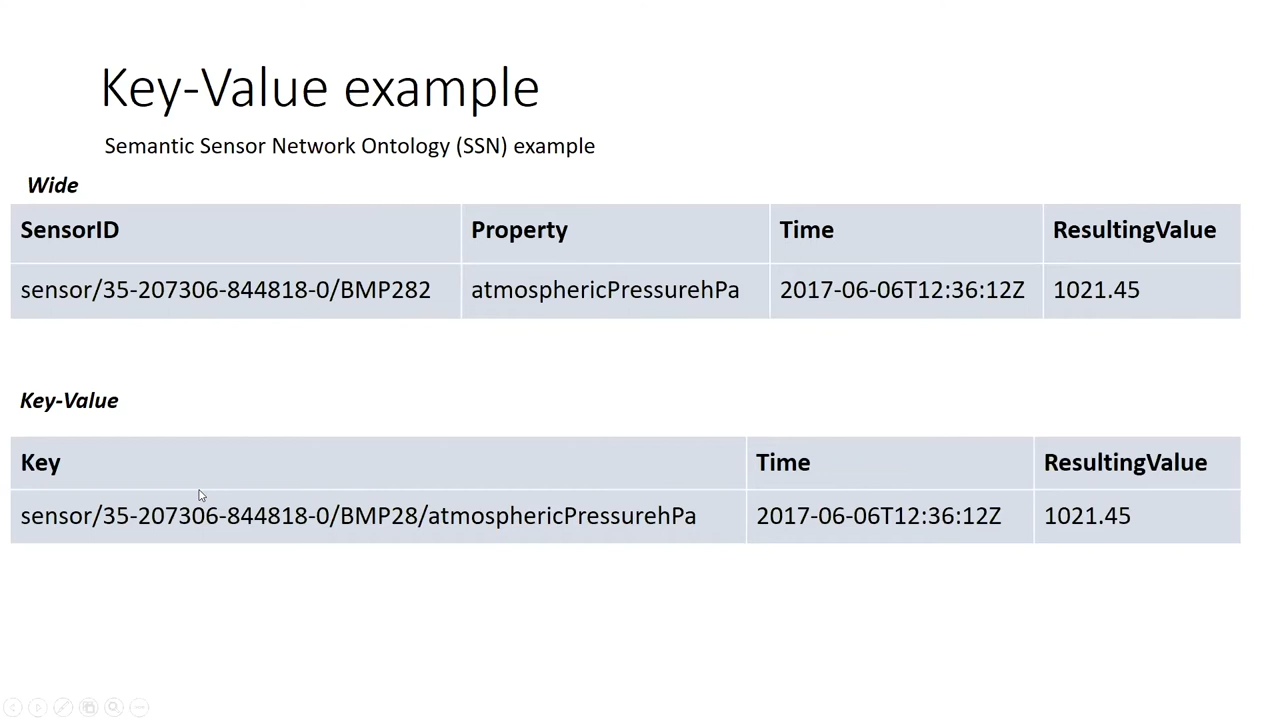 Key-Value example
Semantic Sensor Network Ontology (SSN) example
Wide
SensorID Property Time ResultingValue
sensor/35-207306-844818-0/BMP282 atmosphericPressurehPa 2017-06-06T12:36:12Z 1021.45
Key-Value
Key Time ResultingValue
sensor/35-207306-844818-0/BMP28/atmosphericPressurehPa 2017-06-06T12:36:12Z 1021.45